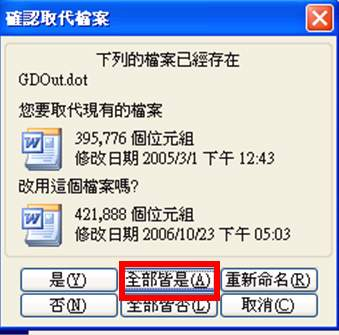 確認取代檔案
下列的檔案已經存在
GDOut.dot
您要取代現有的檔案
395,776 個位元組
修改日期 2005/3/1 下午 12:43
改用這個檔案嗎?
421,888 個位元組
修改日期 2006/10/23 下午 05:03
是(Y) 全部皆是(A) 重新命名(R)
否(N) 全部皆否(L) 取消(C)